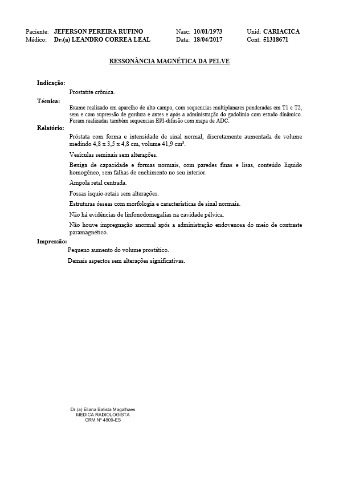 Paciente: JEFERSON PEREIRA RUFINO Nasc: 10/01/1973 Unid: CARIACICA
Médico: Dr.(a) LEANDRO CORREA LEAL Data: 18/04/2017 Cont: 51318671
RESSONÂNCIA MAGNÉTICA DA PELVE
Indicação:
Prostatite crônica.
Técnica:
Exame realizado em aparelho de alto campo, com sequências multiplanares ponderadas em T1 e T2,
sem e com supressão de gordura e antes e após a administração do gadolínio com estudo dinâmico.
Foram realizadas também sequências EPI-difusão com mapa de ADC.
Relatório:
Próstata com forma e intensidade de sinal normal, discretamente aumentada de volume
medindo 4,8 x 3,5 x 4,8 cm, volume 41,9 cm³.
Vesículas seminais sem alterações.
Bexiga de capacidade e formas normais, com paredes finas e lisas, conteúdo líquido
homogêneo, sem falhas de enchimento no seu interior.
Ampola retal centrada.
Fossas ísquio-retais sem alterações.
Estruturas ósseas com morfologia e características de sinal normais.
Não há evidências de linfonodomegalias na cavidade pélvica.
Não houve impregnação anormal após a administração endovenosa do meio de contraste
paramagnético.
Impressão:
Pequeno aumento do volume prostático.
Demais aspectos sem alterações significativas.
Dr.(a) Eliana Batista Magalhaes
MEDICA RADIOLOGISTA
CRM Nº 4600-ES